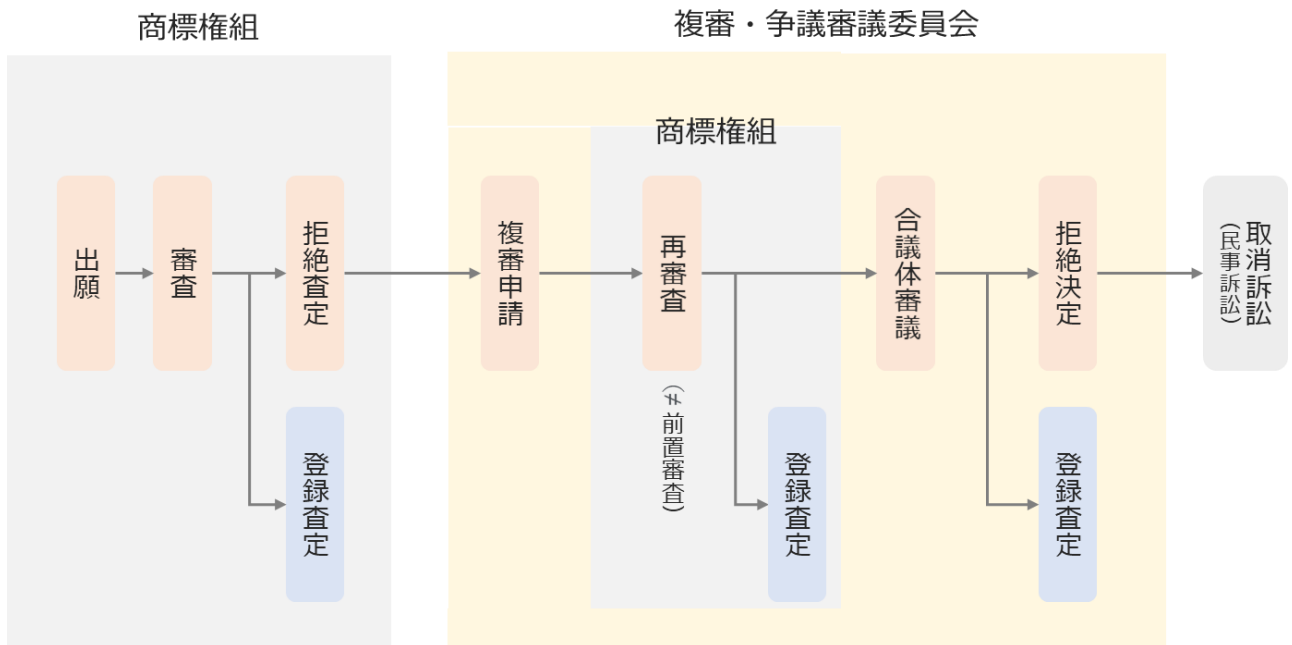 商標権組
複審・争議審議委員会
商標権組
出願
審査
拒絶査定
登録査定
複審申請
再審査
(≠前置審査)
登録査定
合議体審議
拒絶決定
登録査定
取消訴訟
(民事訴訟)